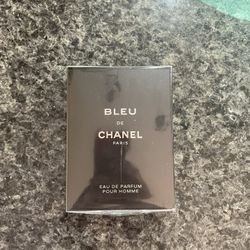 BLEU
DE
CHANEL
PARIS
EAU DE PARFUM
POUR HOMME